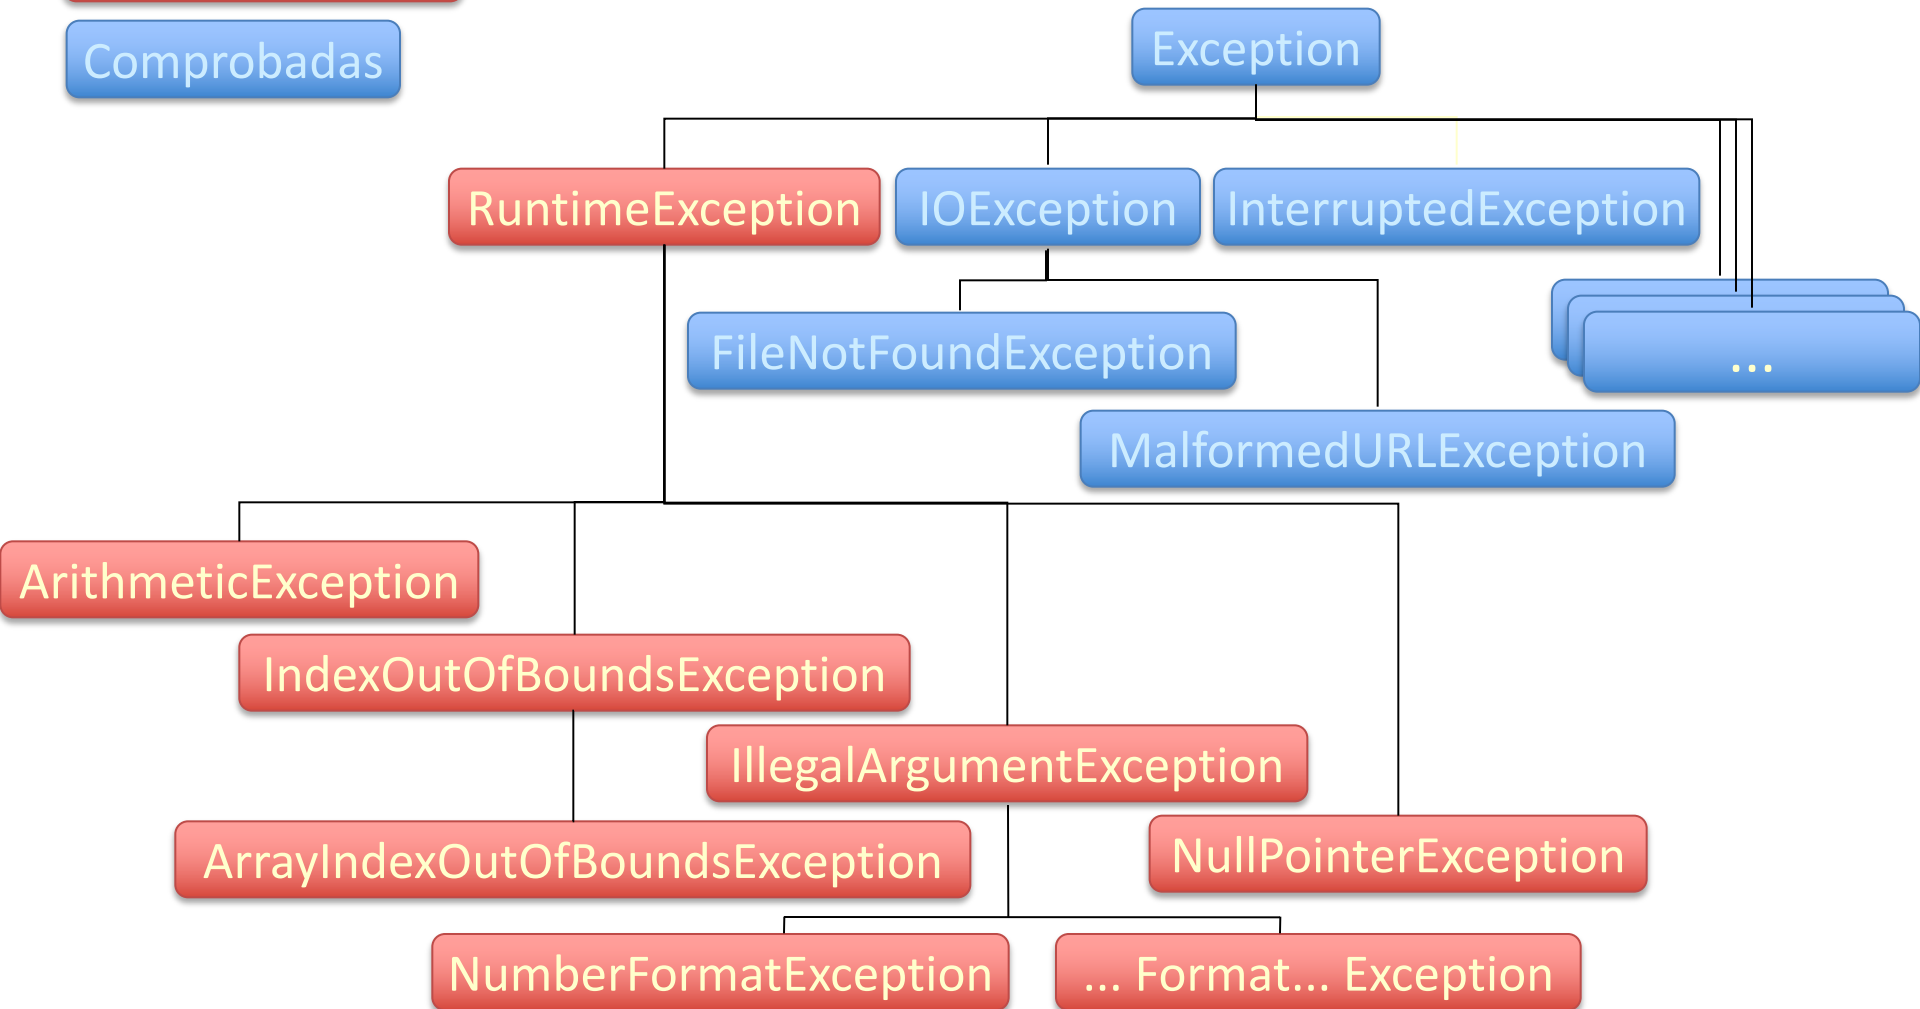 Comprobadas
Exception
RuntimeException
IOException
InterruptedException
FileNotFoundException
...
MalformedURLException
ArithmeticException
IndexOutOfBoundsException
IllegalArgumentException
ArrayIndexOutOfBoundsException
NullPointerException
NumberFormatException
... Format... Exception